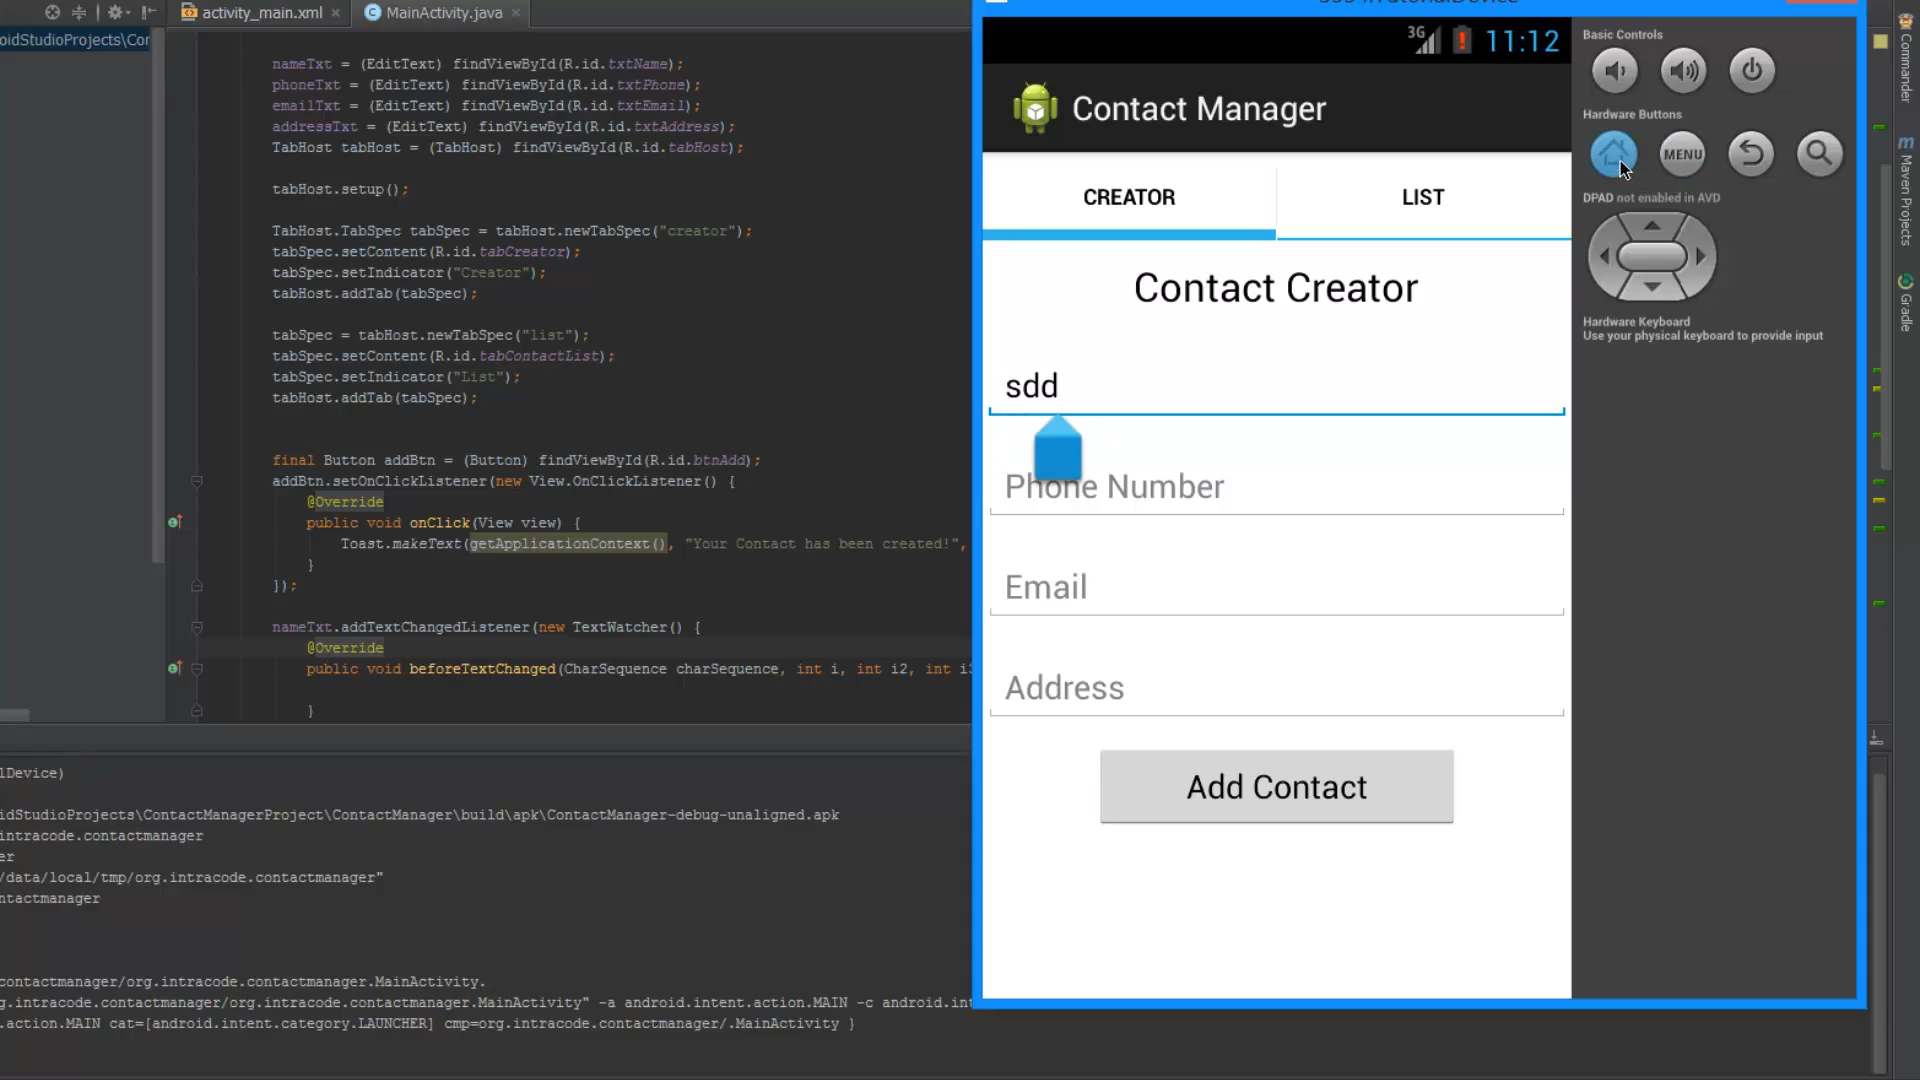 activity_main.xml
MainActivity.java
oidStudioProjects\Cor
nameTxt = (EditText) findViewById(R.id.txtName);
phoneTxt = (EditText) findViewById(R.id.txtPhone);
emailTxt = (EditText) findViewById(R.id.txtEmail);
addressTxt = (EditText) findViewById(R.id.txtAddress);
TabHost tabHost = (TabHost) findViewById(R.id.tabHost);
tabHost.setup();
TabHost.TabSpec tabSpec = tabHost.newTabSpec("creator");
tabSpec.setContent(R.id.tabCreator);
tabSpec.setIndicator("Creator");
tabHost.addTab(tabSpec);
tabSpec = tabHost.newTabSpec("list");
tabSpec.setContent(R.id.tabContactList);
tabSpec.setIndicator("List");
tabHost.addTab(tabSpec);
final Button addBtn = (Button) findViewById(R.id.btnAdd);
addBtn.setOnClickListener(new View.OnClickListener() {
@Override
public void onClick(View view) {
Toast.makeText(getApplicationContext(), "Your Contact has been created!",
}
});
nameTxt.addTextChangedListener(new TextWatcher() {
@Override
public void beforeTextChanged(CharSequence charSequence, int i, int i2, int i3
}
lDevice)
idStudioProjects\ContactManagerProject\ContactManager\build\apk\ContactManager-debug-unaligned.apk
intracode.contactmanager
er
/data/local/tmp/org.intracode.contactmanager"
ntactmanager
contactmanager/org.intracode.contactmanager.MainActivity.
g.intracode.contactmanager/org.intracode.contactmanager.MainActivity" -a android.intent.action.MAIN -c android.int
.action.MAIN cat=[android.intent.category.LAUNCHER] cmp=org.intracode.contactmanager/.MainActivity }
3G
11:12
Contact Manager
CREATOR
LIST
Contact Creator
sdd
Phone Number
Email
Address
Add Contact
Basic Controls
Hardware Buttons
MENU
DPAD not enabled in AVD
Hardware Keyboard
Use your physical keyboard to provide input
Commander
Maven Projects
Gradle